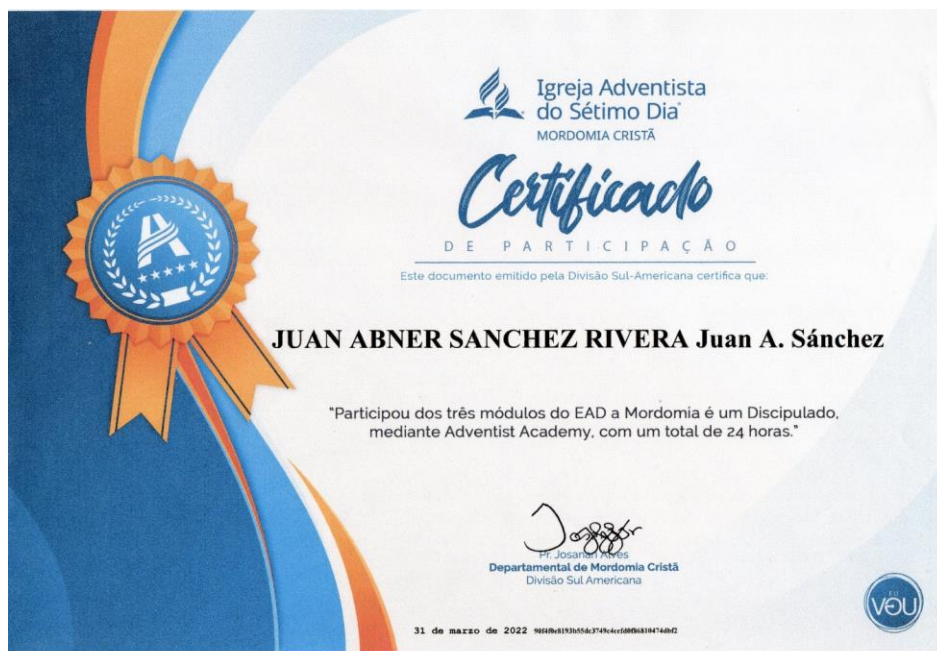 Igreja Adventista
do Sétimo Dia
MORDOMIA CRISTÃ
Certificado
DE PARTICIPAÇÃO
Este documento emitido pela Divisão Sul-Americana certifica que:
A
JUAN ABNER SANCHEZ RIVERA Juan A. Sánchez
"Participou dos três módulos do EAD a Mordomia é um Discipulado,
mediante Adventist Academy, com um total de 24 horas."
Pr. Josanan Alves
Departamental de Mordomia Cristã
Divisão Sul Americana
EU
VOU
31 de marzo de 2022